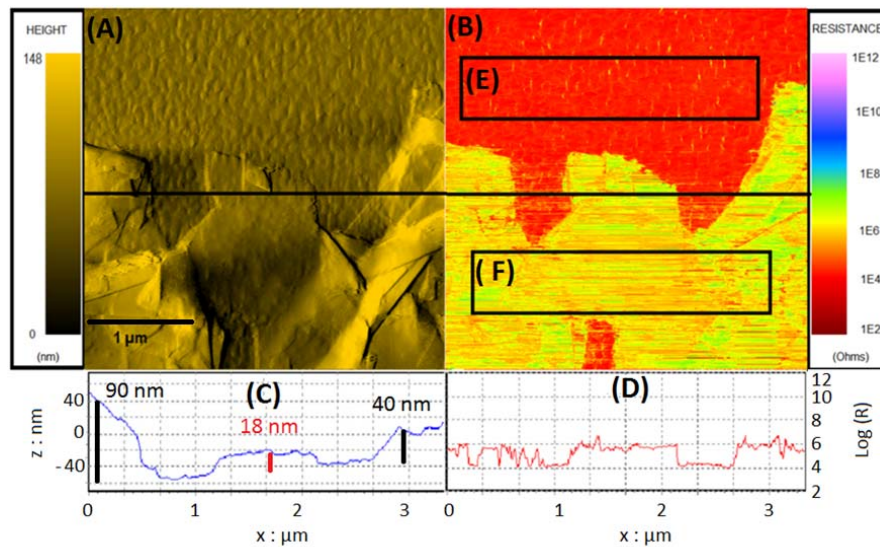 HEIGHT
148
0
(nm)
(A)
1 µm
(B)
(E)
(F)
RESISTANCE
1E12
1E10
1E8
1E6
1E4
1E2
(Ohms)
(C)
90 nm
18 nm
40 nm
z : nm
40
0
-40
0
1
2
3
x : µm
(D)
12
10
8
6
4
2
Log (R)
0
1
2
3
x : µm